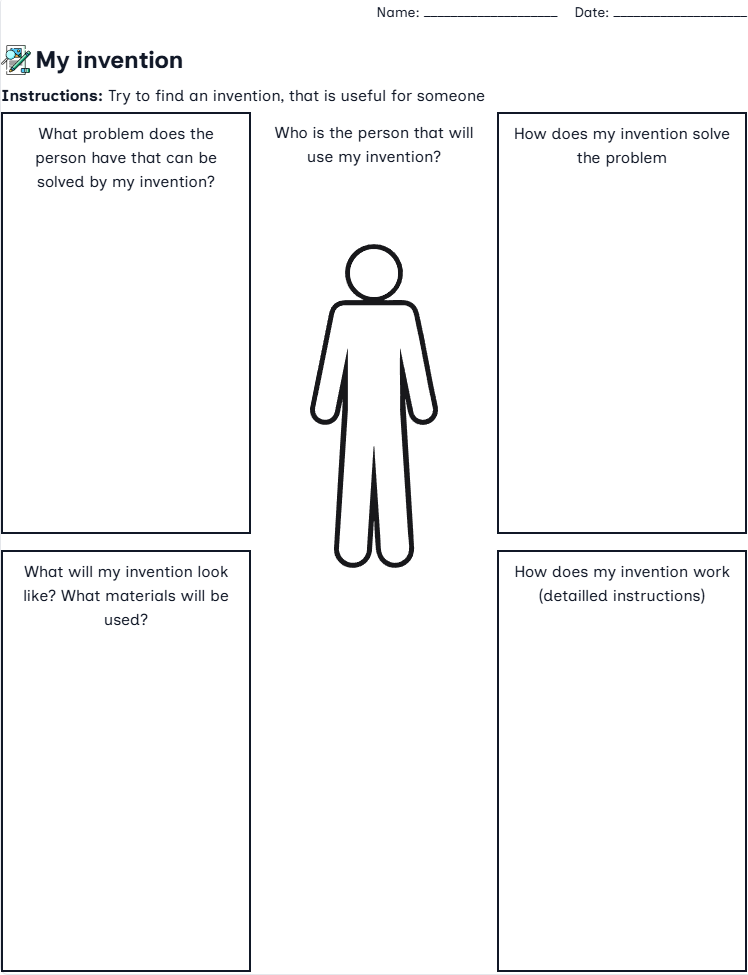 Name: ____________________ Date: ____________________
My invention
Instructions: Try to find an invention, that is useful for someone
What problem does the
person have that can be
solved by my invention?
Who is the person that will
use my invention?
How does my invention solve
the problem
What will my invention look
like? What materials will be
used?
How does my invention work
(detailled instructions)